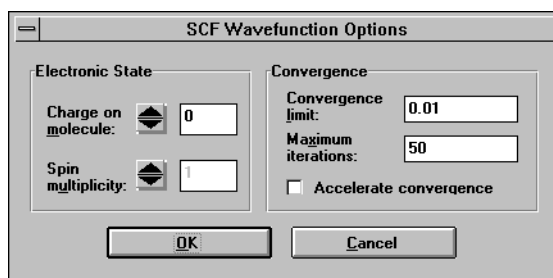 SCF Wavefunction Options
Electronic State
Charge on
molecule:
0
Spin
multiplicity:
1
Convergence
Convergence
limit:
0.01
Maximum
iterations:
50
Accelerate convergence
OK
Cancel